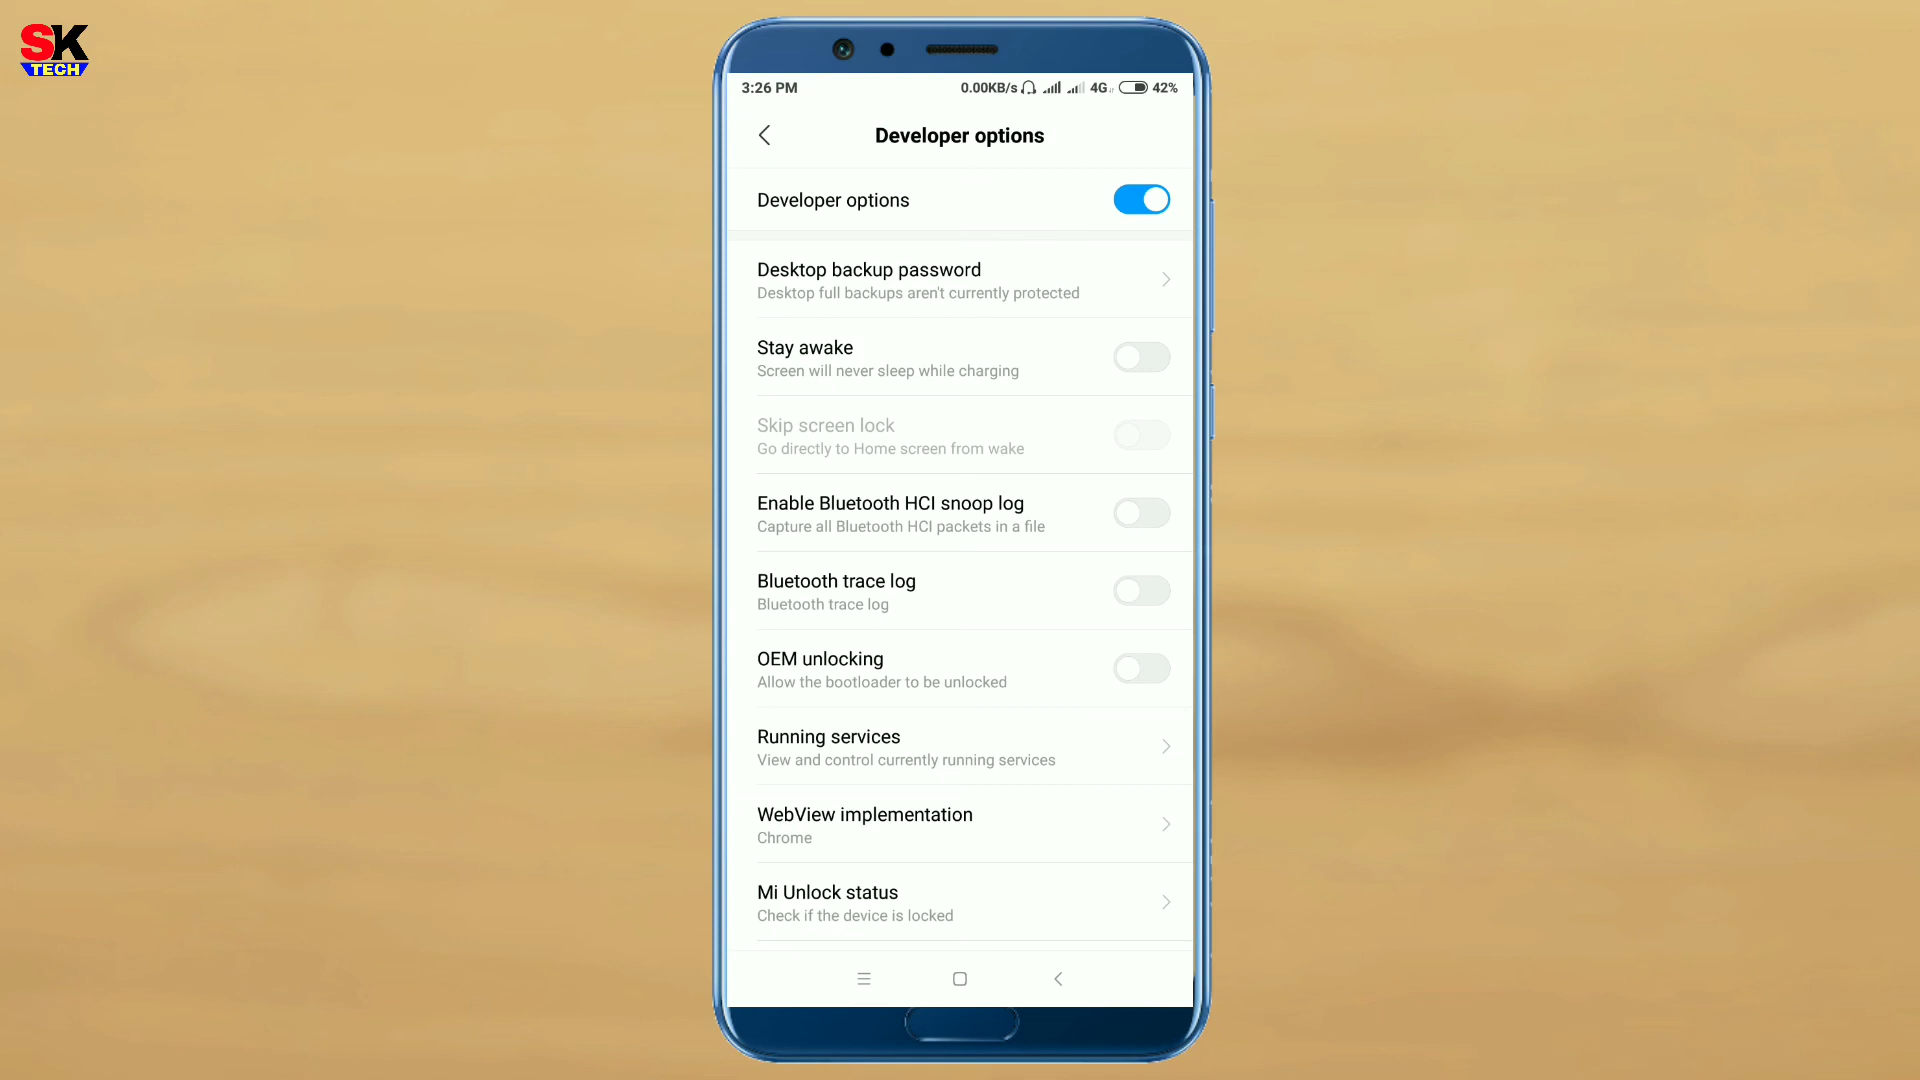 SK
TECH
3:26 PM
0.00KB/s 4G 42%
Developer options
Developer options
Desktop backup password
Desktop full backups aren't currently protected
Stay awake
Screen will never sleep while charging
Skip screen lock
Go directly to Home screen from wake
Enable Bluetooth HCI snoop log
Capture all Bluetooth HCI packets in a file
Bluetooth trace log
Bluetooth trace log
OEM unlocking
Allow the bootloader to be unlocked
Running services
View and control currently running services
WebView implementation
Chrome
Mi Unlock status
Check if the device is locked